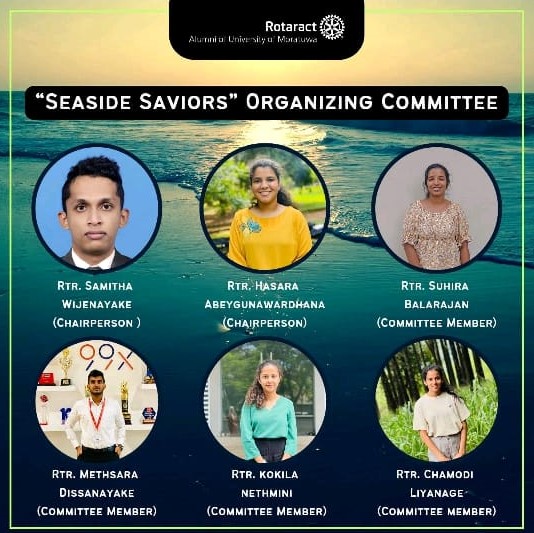 Rotaract
Alumni of University of Moratuwa
“SEASIDE SAVIORS” ORGANIZING COMMITTEE
RTR. SAMITHA
WIJENAYAKE
(CHAIRPERSON )
RTR. HASARA
ABEYGUNAWARDHANA
(CHAIRPERSON)
RTR. SUHIRA
BALARAJAN
(COMMITTEE MEMBER)
99X
RTR. METHSARA
DISSANAYAKE
(COMMITTEE MEMBER)
RTR. KOKILA
NETHMINI
(COMMITTEE MEMBER)
RTR. CHAMODI
LIYANAGE
(COMMITTEE MEMBER)